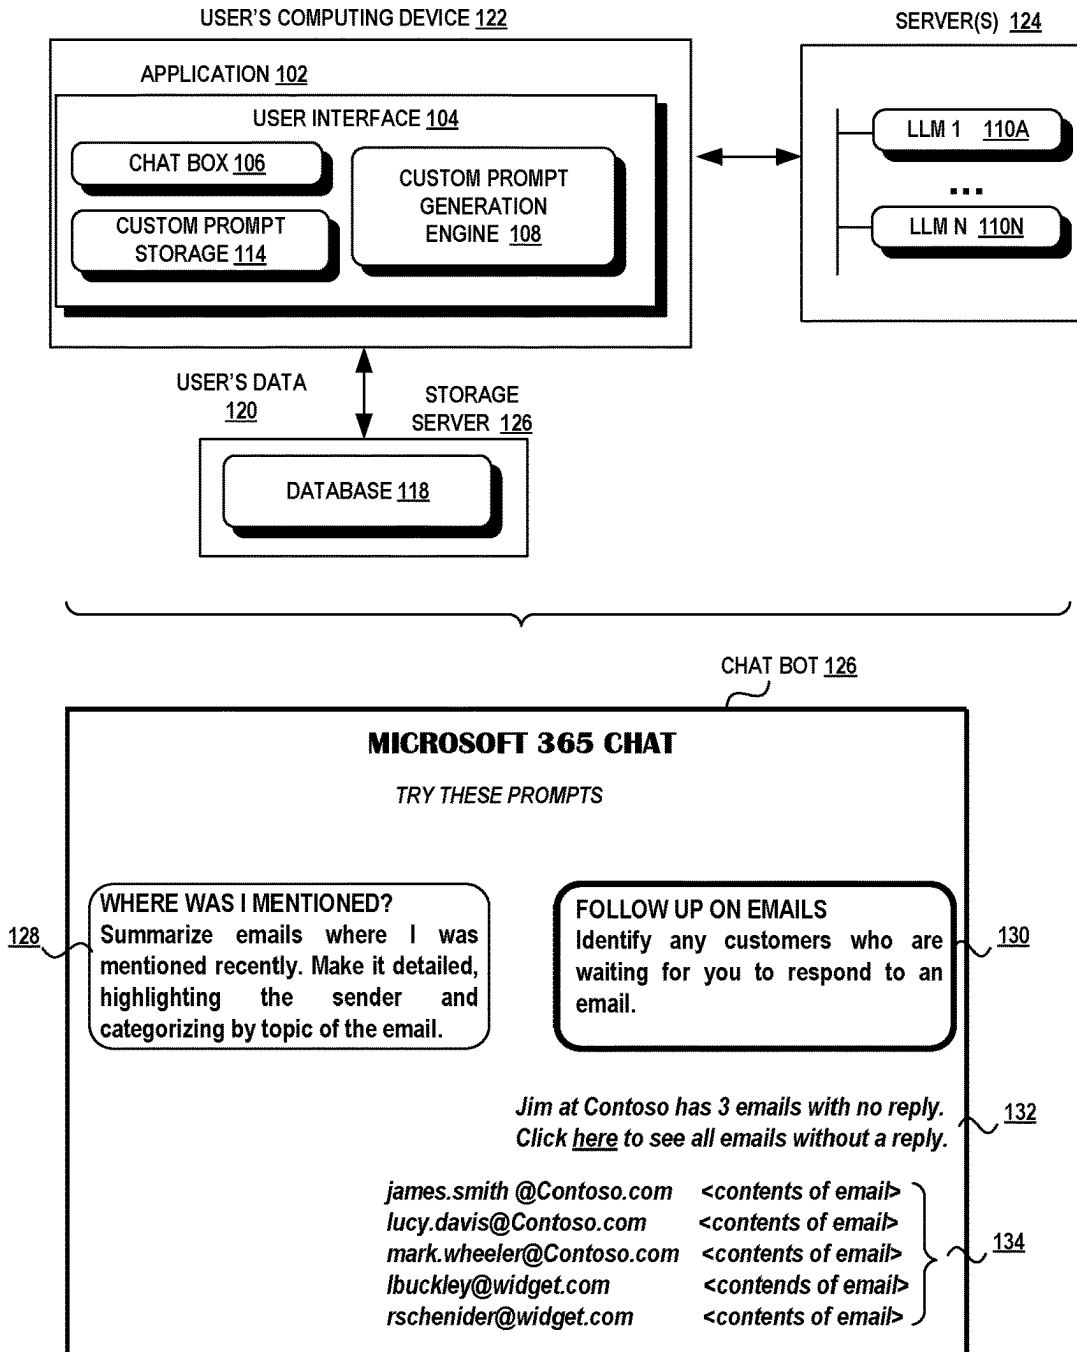 USER'S COMPUTING DEVICE 122
SERVER(S) 124
APPLICATION 102
USER INTERFACE 104
CHAT BOX 106
CUSTOM PROMPT
STORAGE 114
CUSTOM PROMPT
GENERATION
ENGINE 108
LLM 1 110A
...
LLM N 110N
USER'S DATA
120
STORAGE
SERVER 126
DATABASE 118
CHAT BOT 126
MICROSOFT 365 CHAT
TRY THESE PROMPTS
128
WHERE WAS I MENTIONED?
Summarize emails where I was
mentioned recently. Make it detailed,
highlighting the sender and
categorizing by topic of the email.
FOLLOW UP ON EMAILS
Identify any customers who are
waiting for you to respond to an
email.
130
Jim at Contoso has 3 emails with no reply.
Click here to see all emails without a reply.
132
james.smith @Contoso.com <contents of email>
lucy.davis@Contoso.com <contents of email>
mark.wheeler@Contoso.com <contents of email>
lbuckley@widget.com <contends of email>
rschenider@widget.com <contents of email>
134